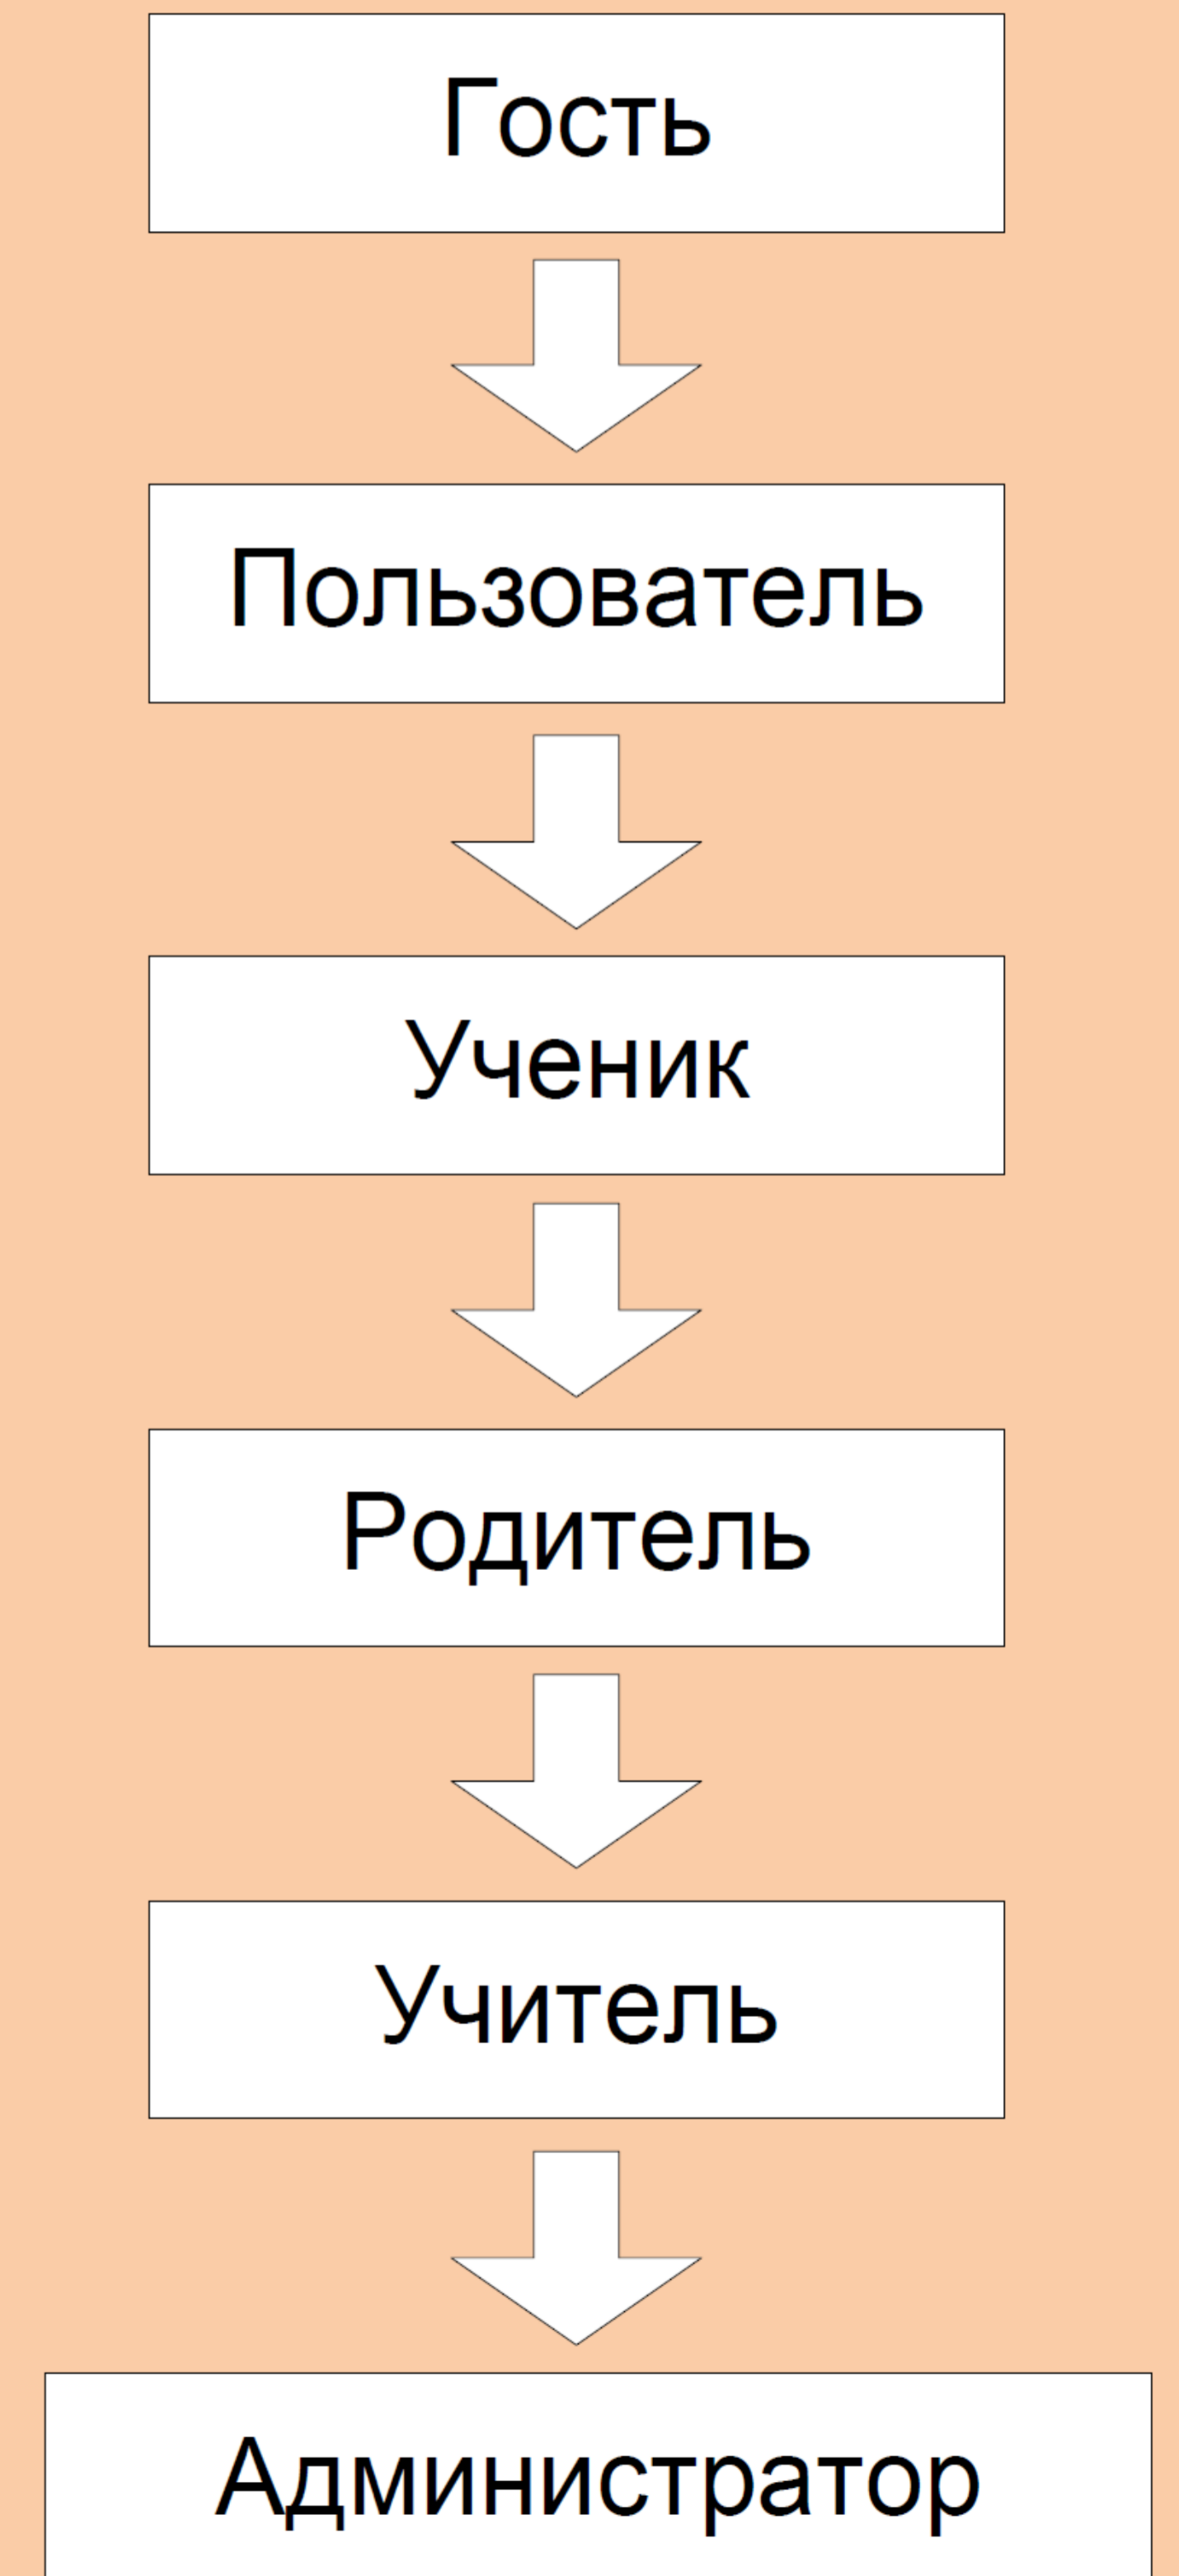 Гость
Пользователь
Ученик
Родитель
Учитель
Администратор